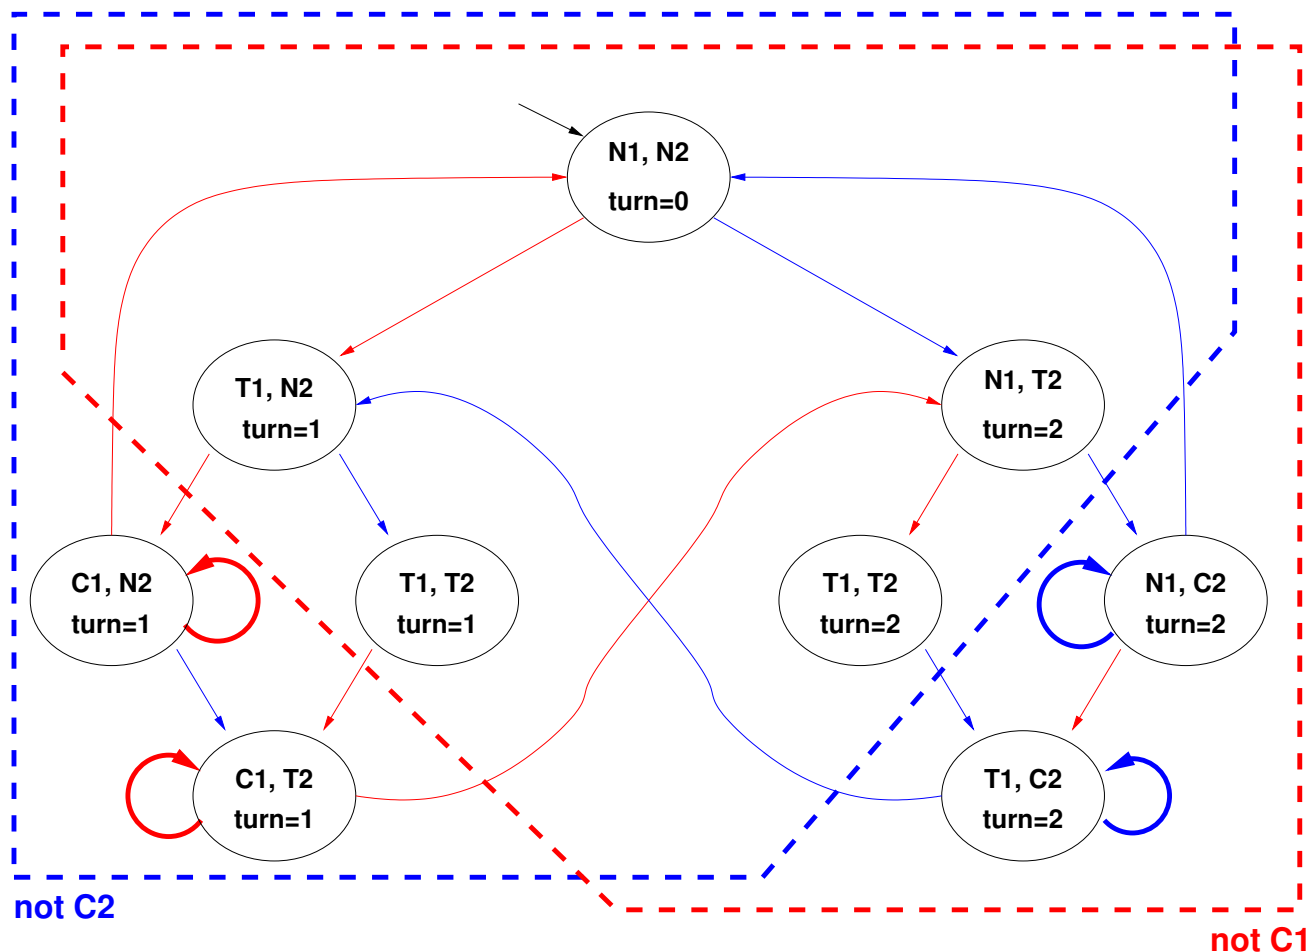 N1, N2
turn=0
T1, N2
turn=1
N1, T2
turn=2
C1, N2
turn=1
T1, T2
turn=1
T1, T2
turn=2
N1, C2
turn=2
C1, T2
turn=1
T1, C2
turn=2
not C2
not C1